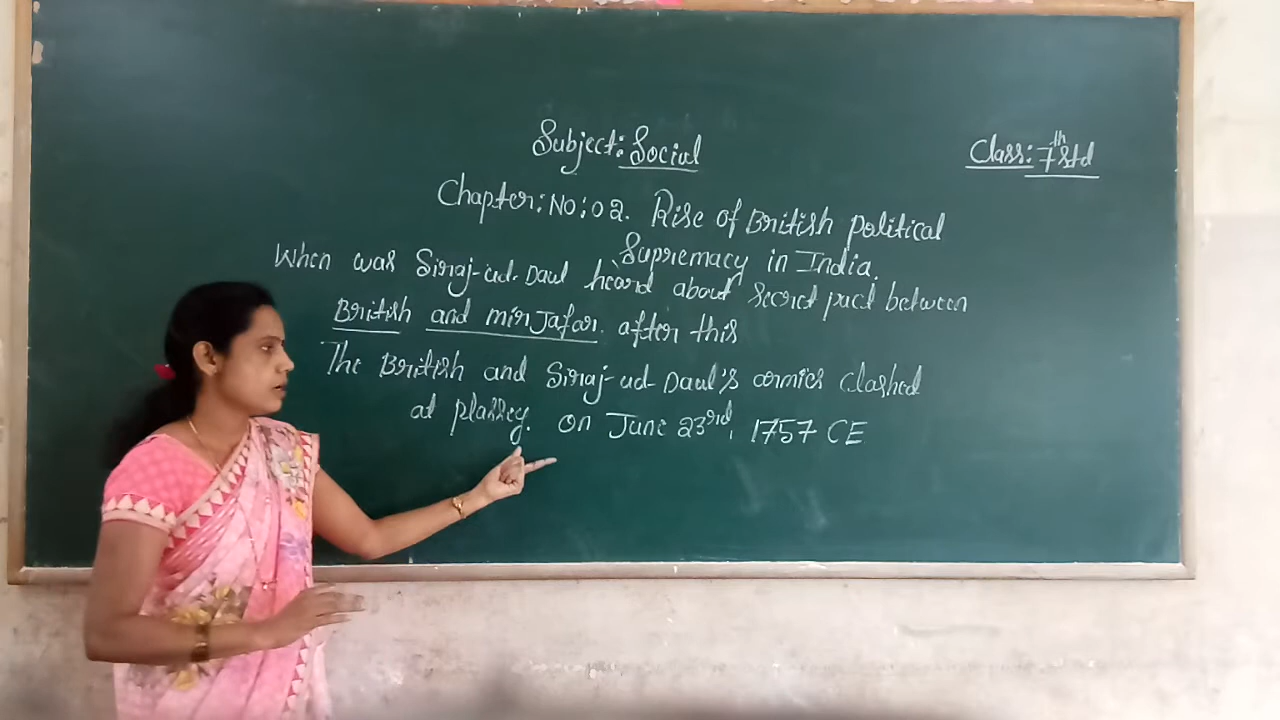 Subject: Social
Class: 7th Std
Chapter: No: 02. Rise of British political
Supremacy in India.
When was Siraj-ud-Daul heard about secret pact between
British and mirJafar. after this
The British and Siraj-ud-Daul's armies clashed
at plassey. on June 23rd, 1757 CE